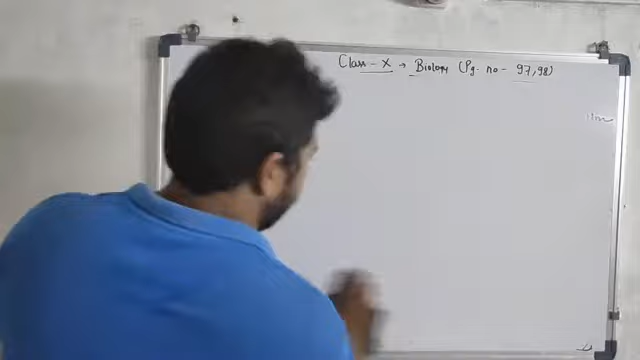 Class - X → Biology (Pg. no - 97,98)